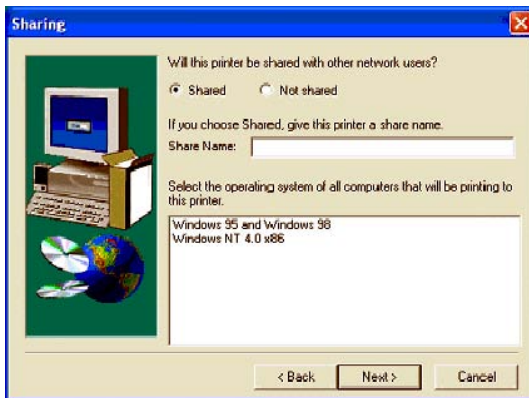 Sharing
Will this printer be shared with other network users?
Shared Not shared
If you choose Shared, give this printer a share name.
Share Name:
Select the operating system of all computers that will be printing to
this printer.
Windows 95 and Windows 98
Windows NT 4.0 x86
< Back Next > Cancel